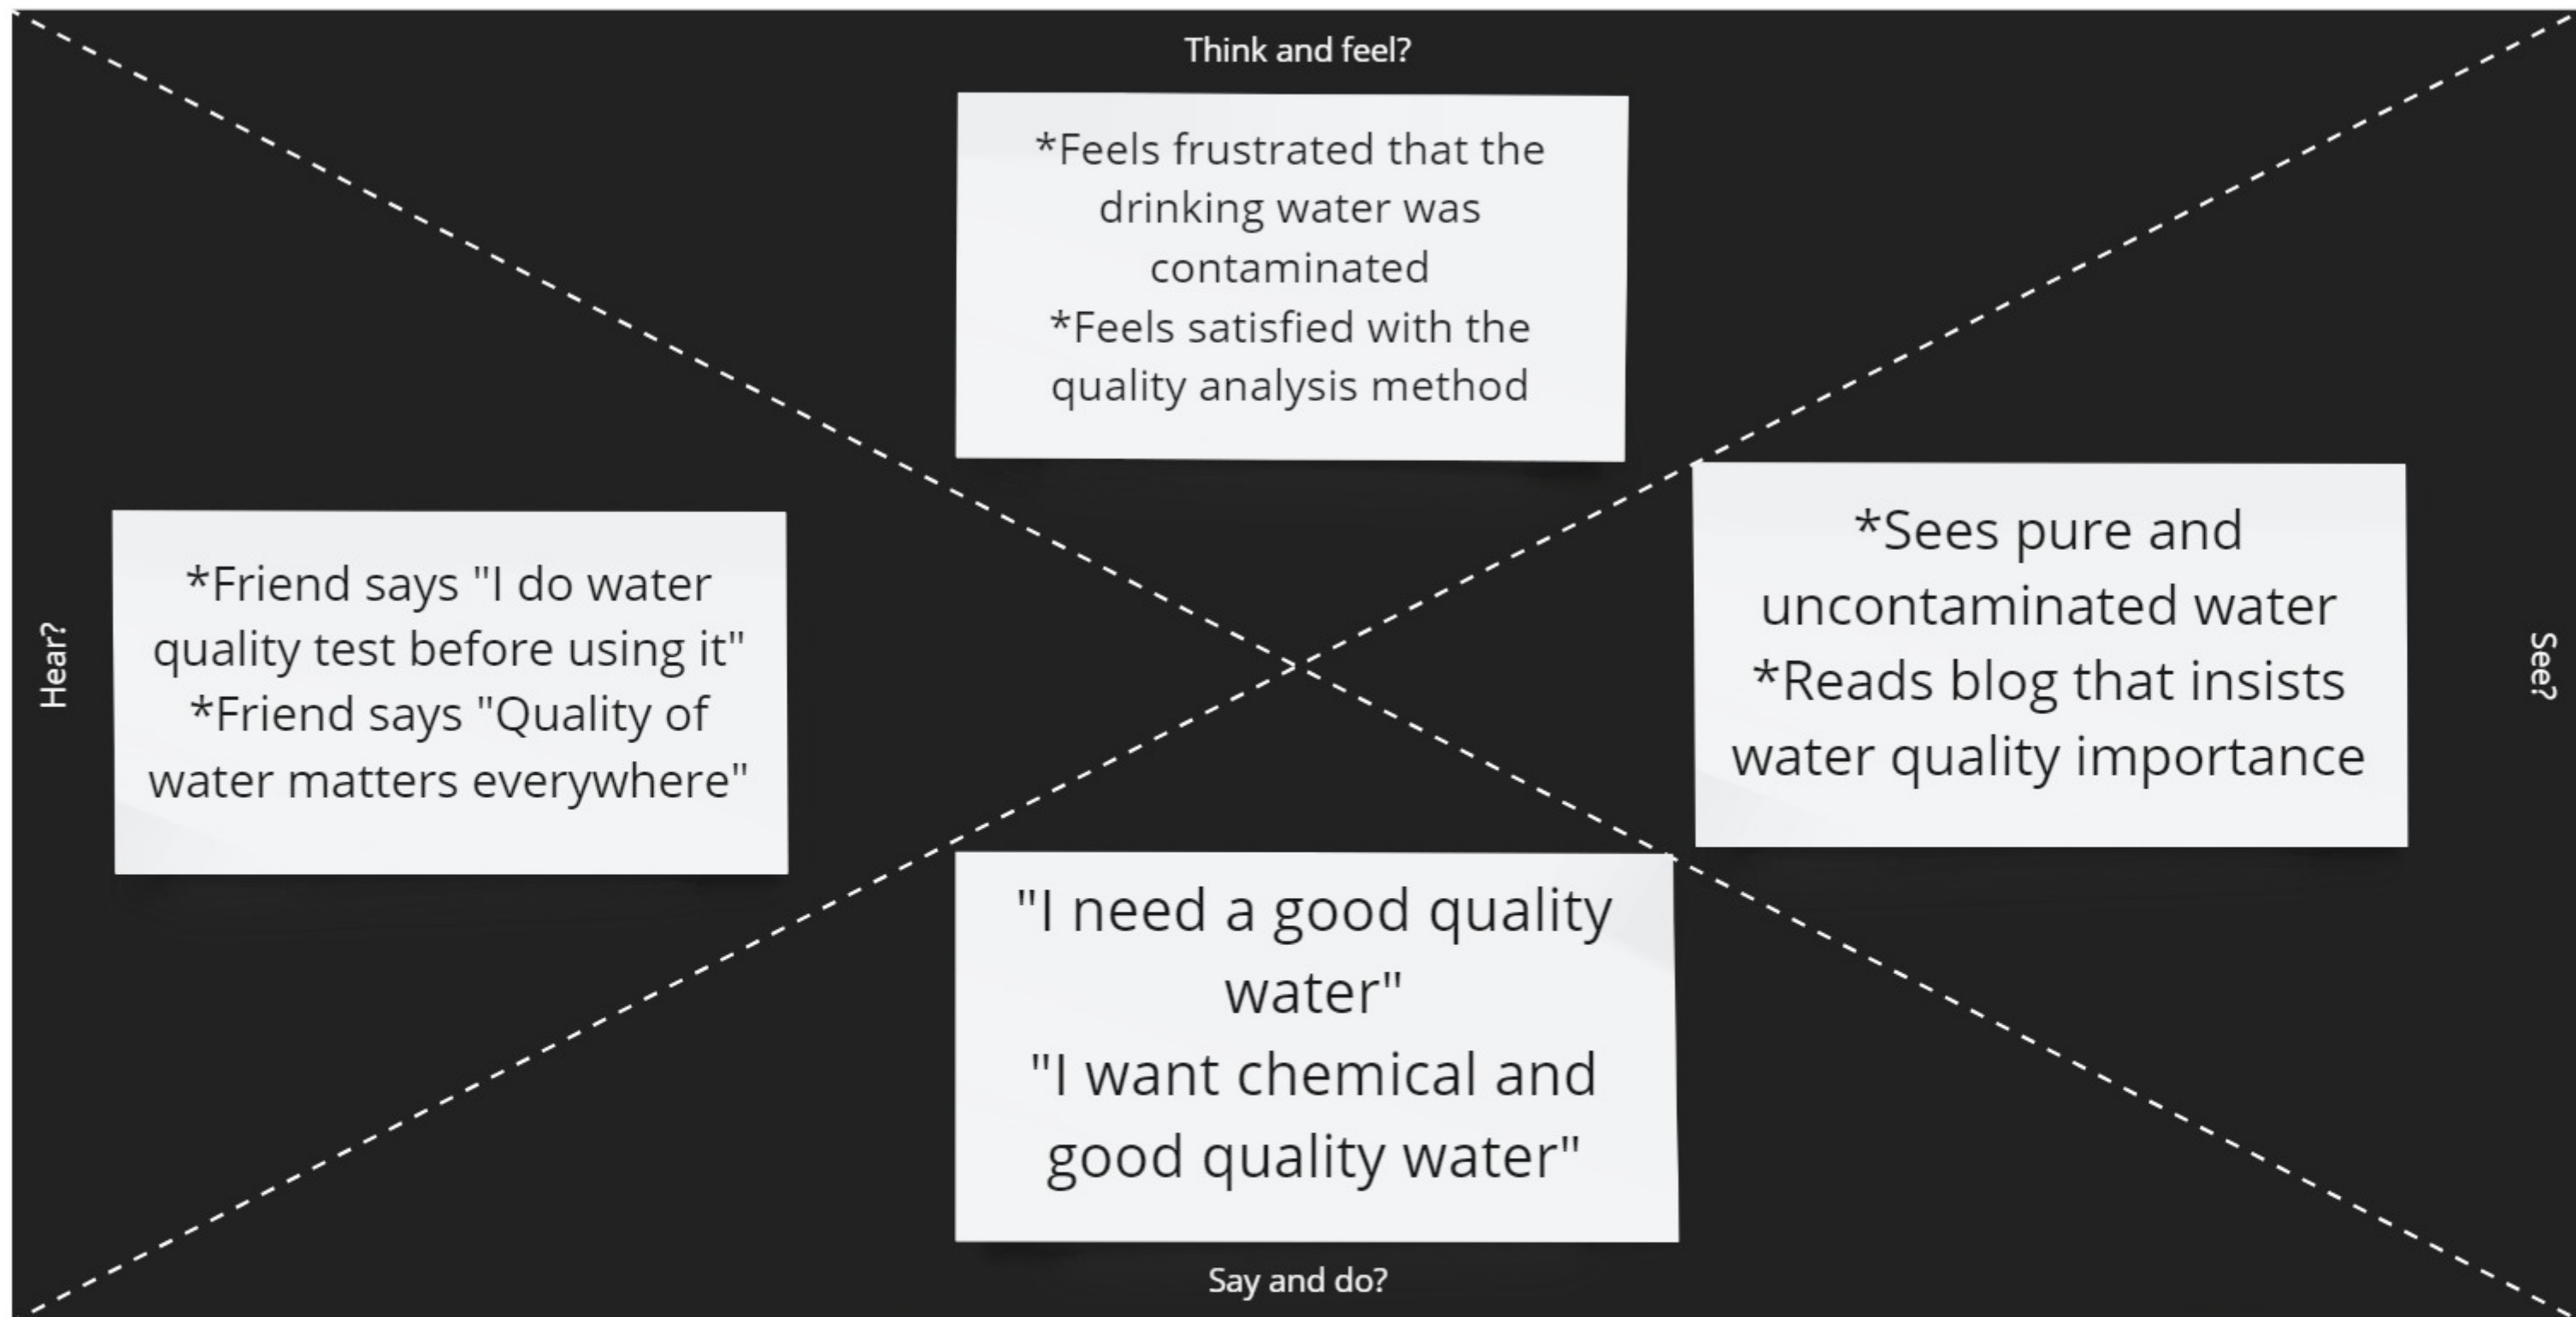 Think and feel?
*Feels frustrated that the
drinking water was
contaminated
*Feels satisfied with the
quality analysis method
Hear?
*Friend says "I do water
quality test before using it"
*Friend says "Quality of
water matters everywhere"
*Sees pure and
uncontaminated water
*Reads blog that insists
water quality importance
See?
"I need a good quality
water"
"I want chemical and
good quality water"
Say and do?